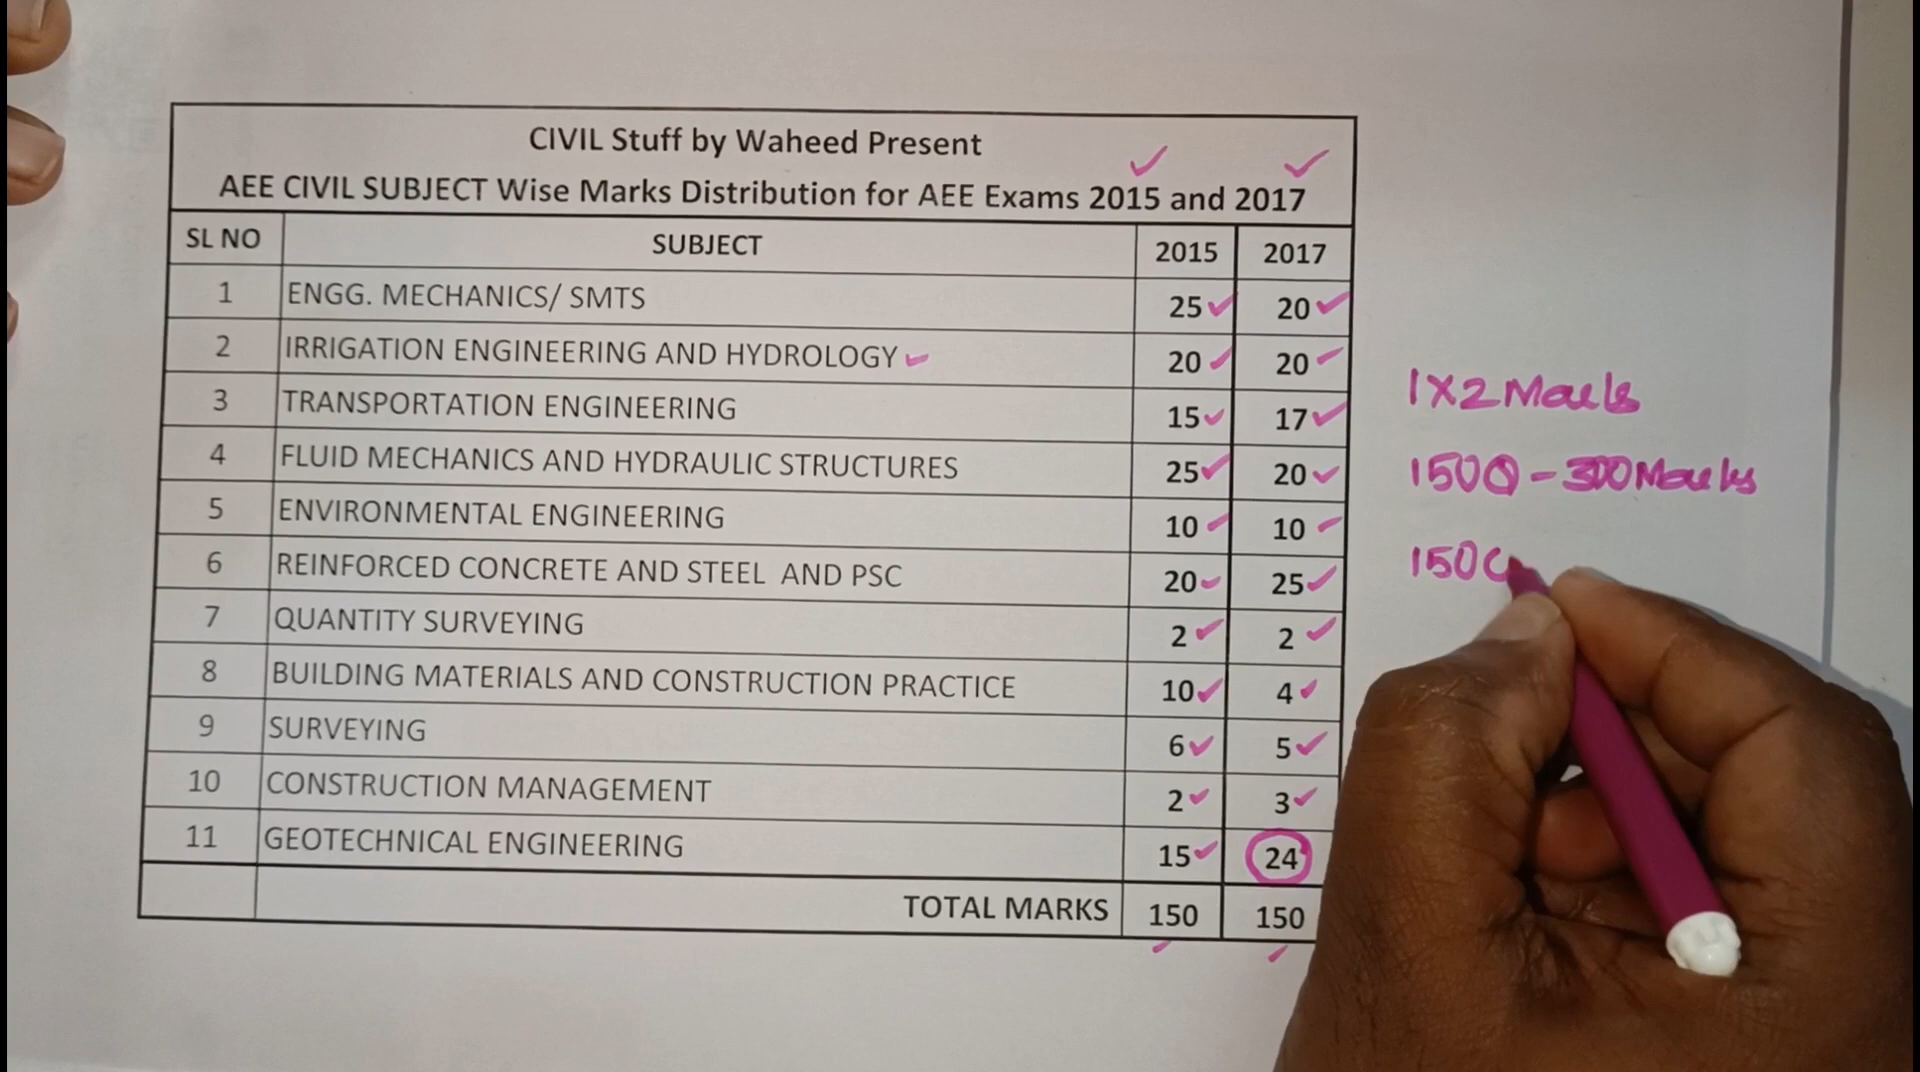 CIVIL Stuff by Waheed Present
AEE CIVIL SUBJECT Wise Marks Distribution for AEE Exams 2015 and 2017
SL NO SUBJECT 2015 2017
1 ENGG. MECHANICS/ SMTS 25 20
2 IRRIGATION ENGINEERING AND HYDROLOGY 20 20
3 TRANSPORTATION ENGINEERING 15 17
4 FLUID MECHANICS AND HYDRAULIC STRUCTURES 25 20
5 ENVIRONMENTAL ENGINEERING 10 10
6 REINFORCED CONCRETE AND STEEL AND PSC 20 25
7 QUANTITY SURVEYING 2 2
8 BUILDING MATERIALS AND CONSTRUCTION PRACTICE 10 4
9 SURVEYING 6 5
10 CONSTRUCTION MANAGEMENT 2 3
11 GEOTECHNICAL ENGINEERING 15 24
TOTAL MARKS 150 150
1X2 Marks
150Q - 300 Marks
150